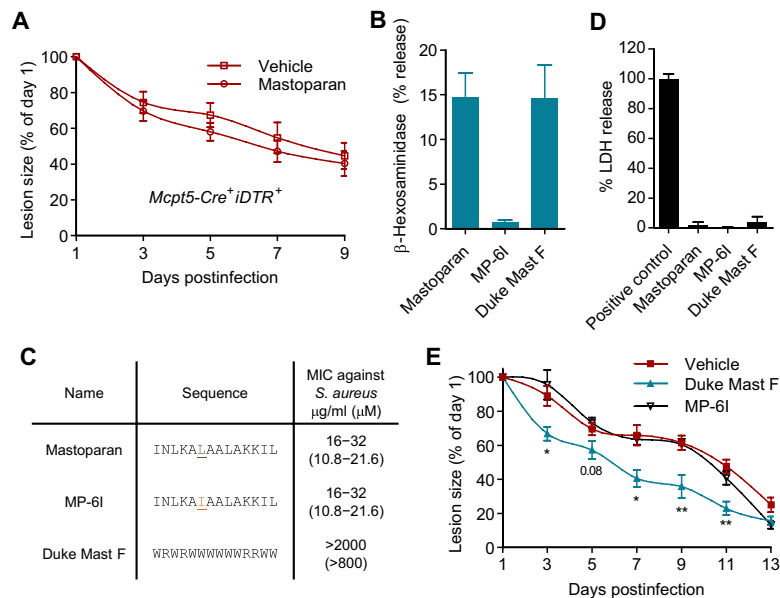 A
Lesion size (% of day 1)
100
80
60
40
20
0
Vehicle
Mastoparan
Mcpt5-Cre+iDTR+
1 3 5 7 9
Days postinfection
B
β-Hexosaminidase (% release)
20
15
10
5
0
Mastoparan
MP-6I
Duke Mast F
D
% LDH release
120
100
80
60
40
20
0
Positive control
Mastoparan
MP-6I
Duke Mast F
C
Name Sequence MIC against
S. aureus
μg/ml (μM)
Mastoparan INLKALAALAKKIL 16–32
(10.8–21.6)
MP-6I INLKAIAALAKKIL 16–32
(10.8–21.6)
Duke Mast F WRWRWWWWWWRRWW >2000
(>800)
E
Lesion size (% of day 1)
100
80
60
40
20
0
Vehicle
Duke Mast F
MP-6I
* 0.08 * ** **
1 3 5 7 9 11 13
Days postinfection